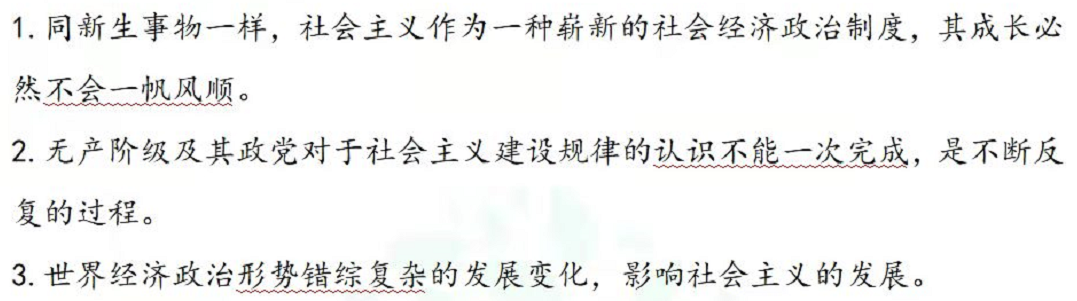 1. 同新生事物一样，社会主义作为一种崭新的社会经济政治制度，其成长必
然不会一帆风顺。
2. 无产阶级及其政党对于社会主义建设规律的认识不能一次完成，是不断反
复的过程。
3. 世界经济政治形势错综复杂的发展变化，影响社会主义的发展。